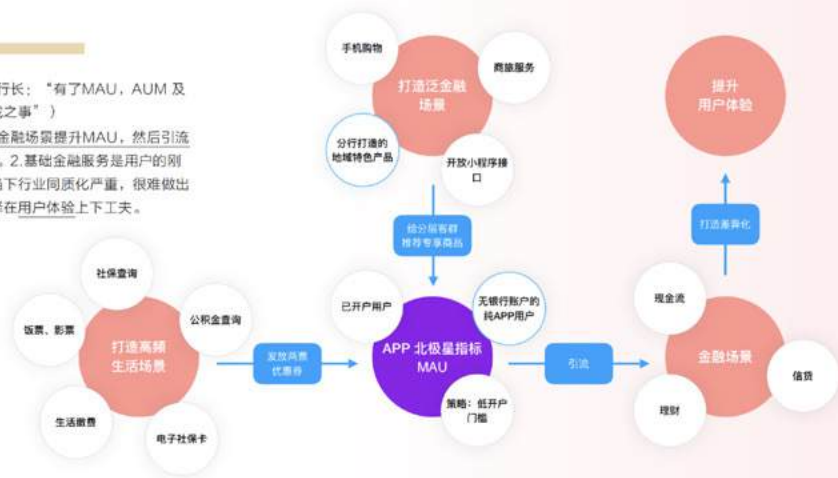 行长：“有了MAU，AUM 及
之事”）
金融场景提升MAU，然后引流
。2.基础金融服务是用户的刚
当下行业同质化严重，很难做出
在用户体验上下工夫。
手机购物
商旅服务
打造泛金融
场景
分行打造的
地域特色产品
开放小程序接
口
给分层客群
推荐专享商品
提升
用户体验
打造差异化
社保查询
饭票、影票
公积金查询
打造高频
生活场景
生活缴费
电子社保卡
发放两票
优惠券
已开户用户
无银行账户的
纯APP用户
APP 北极星指标
MAU
策略：低开户
门槛
引流
现金流
金融场景
信贷
理财